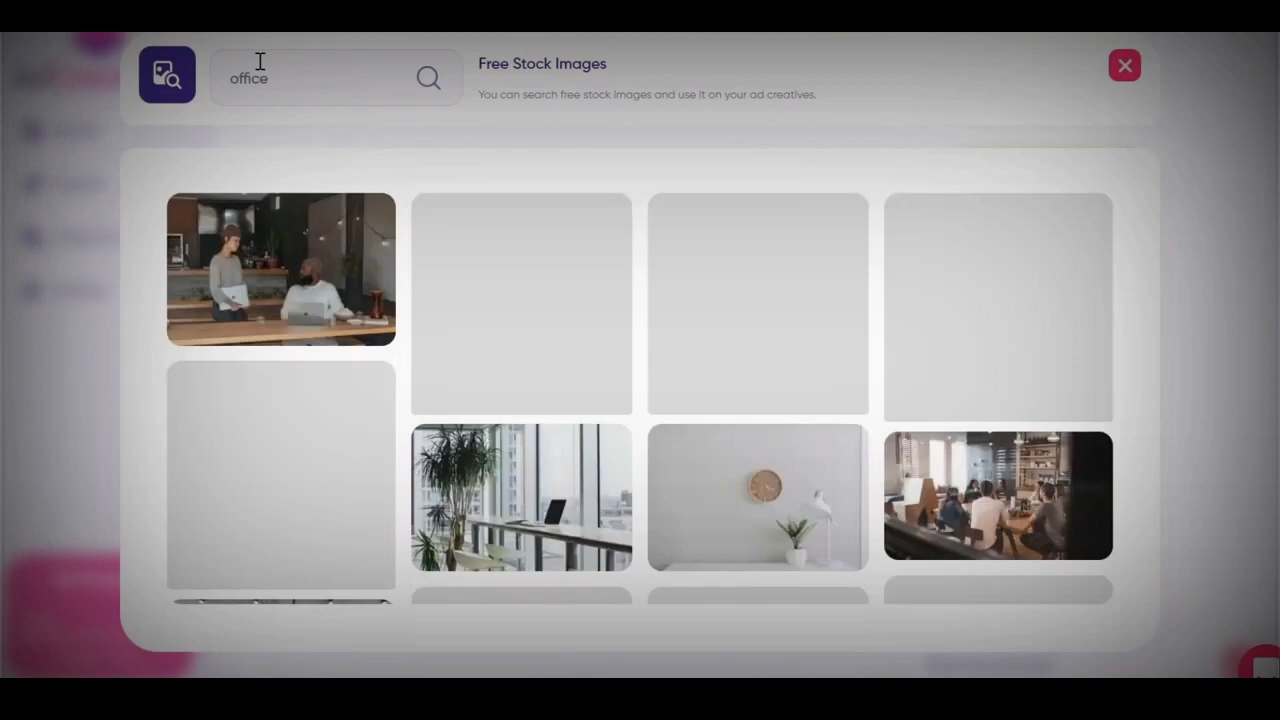 office
Free Stock Images
You can search free stock images and use it on your ad creatives.